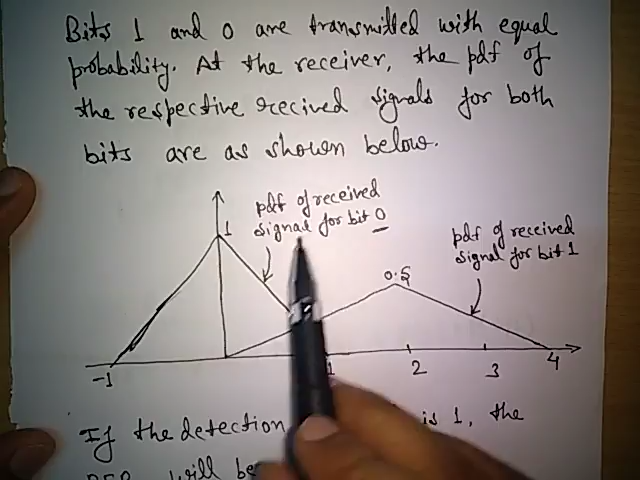 Bits 1 and 0 are transmitted with equal
probability. At the receiver, the pdf of
the respective recived signals for both
bits are as shown below.
pdf of received
signal for bit 0
1
pdf of received
signal for bit 1
0.5
-1
1
2
3
4
If the detection is 1, the
BER will be